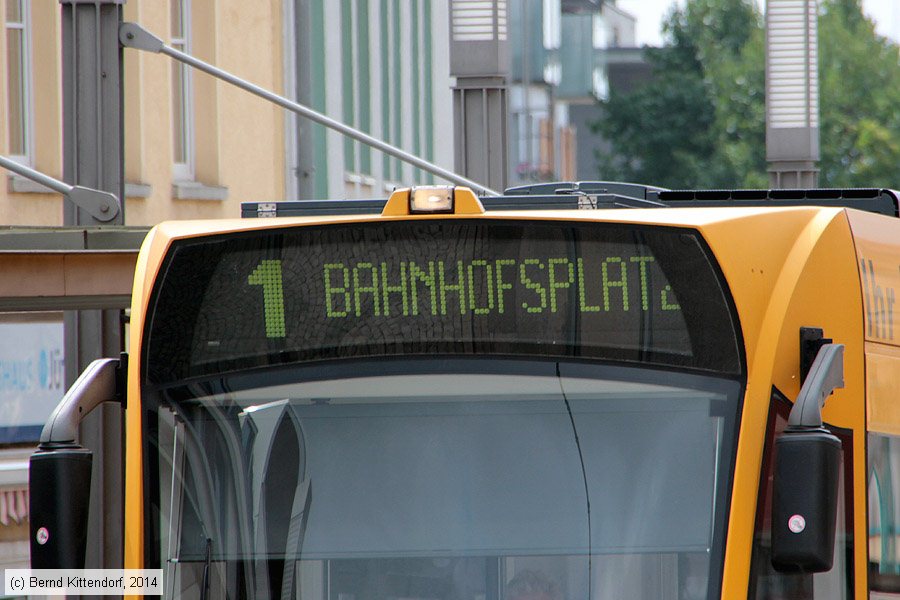 1 BAHNHOFSPLATZ
(c) Bernd Kittendorf, 2014